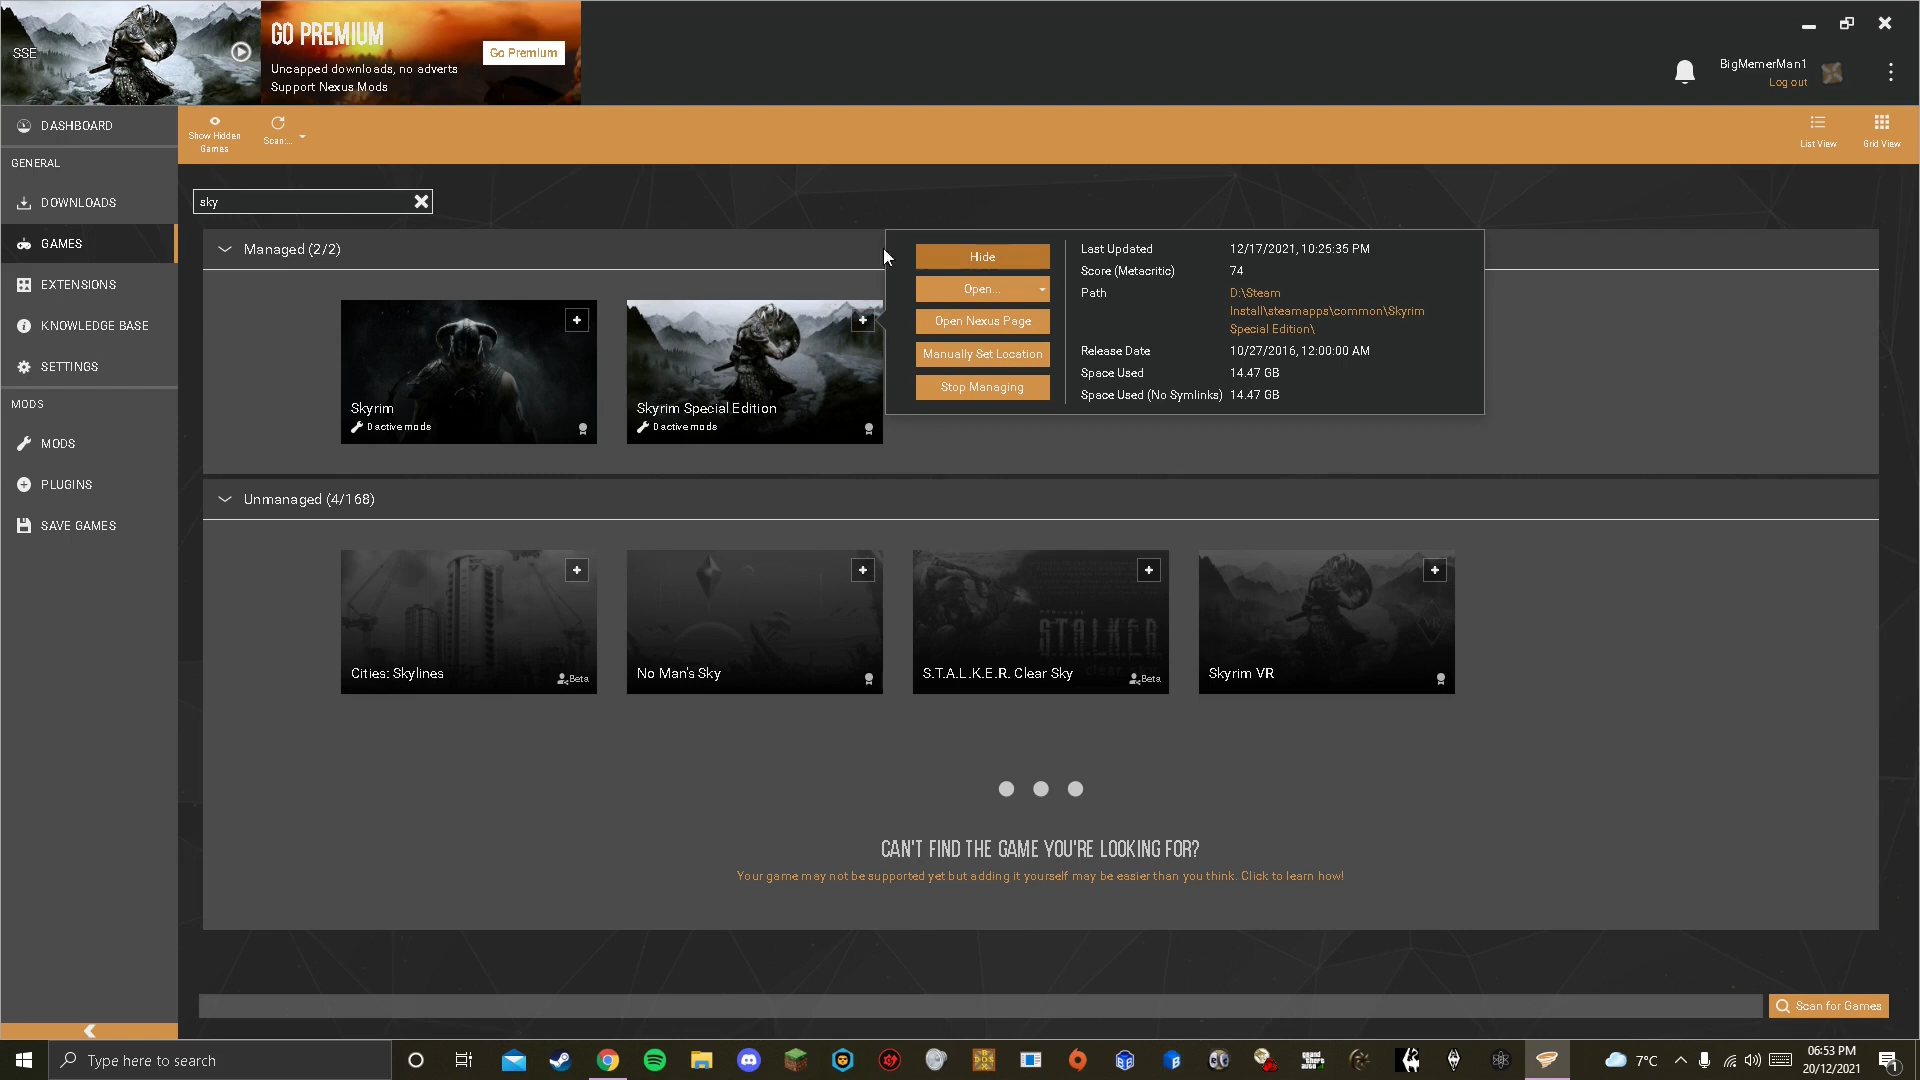 SSE
GO PREMIUM
Uncapped downloads, no adverts
Support Nexus Mods
Go Premium
BigMemerMan1
Log out
DASHBOARD
GENERAL
DOWNLOADS
GAMES
EXTENSIONS
KNOWLEDGE BASE
SETTINGS
MODS
MODS
PLUGINS
SAVE GAMES
Show Hidden
Games
Scan:...
List View
Grid View
sky
Managed (2/2)
Skyrim
0 active mods
Skyrim Special Edition
0 active mods
Hide
Open...
Open Nexus Page
Manually Set Location
Stop Managing
Last Updated 12/17/2021, 10:25:35 PM
Score (Metacritic) 74
Path D:\Steam
Install\steamapps\common\Skyrim
Special Edition\
Release Date 10/27/2016, 12:00:00 AM
Space Used 14.47 GB
Space Used (No Symlinks) 14.47 GB
Unmanaged (4/168)
Cities: Skylines
Beta
No Man's Sky
S.T.A.L.K.E.R.
S.T.A.L.K.E.R. Clear Sky
Beta
VR
Skyrim VR
CAN'T FIND THE GAME YOU'RE LOOKING FOR?
Your game may not be supported yet but adding it yourself may be easier than you think. Click to learn how!
Scan for Games
Type here to search
7°C
06:53 PM
20/12/2021
1